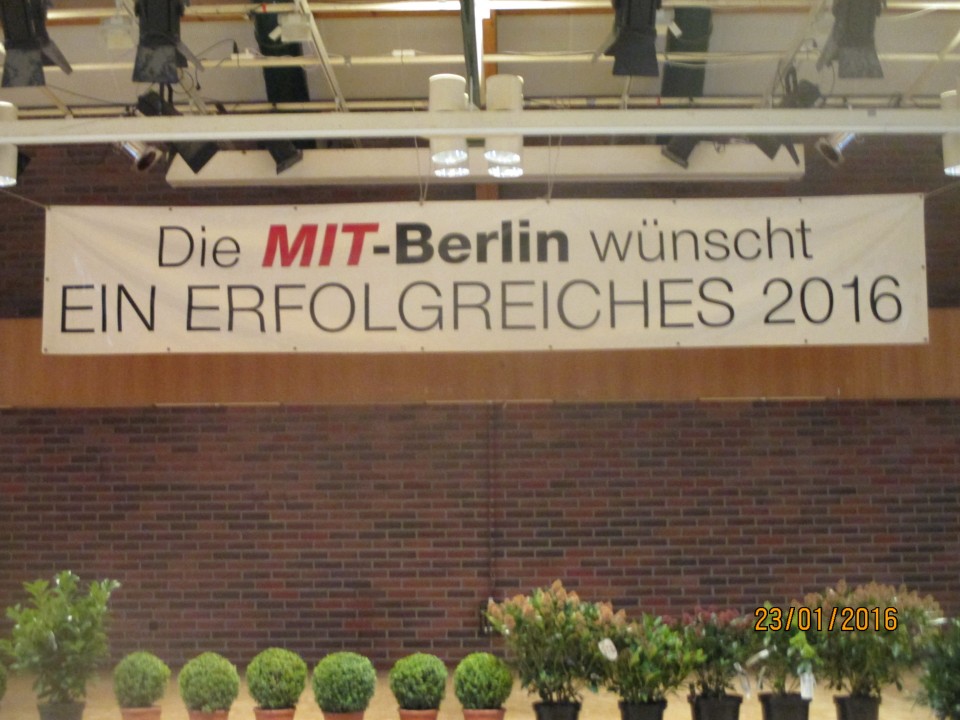 Die MIT-Berlin wünscht
EIN ERFOLGREICHES 2016
23/01/2016